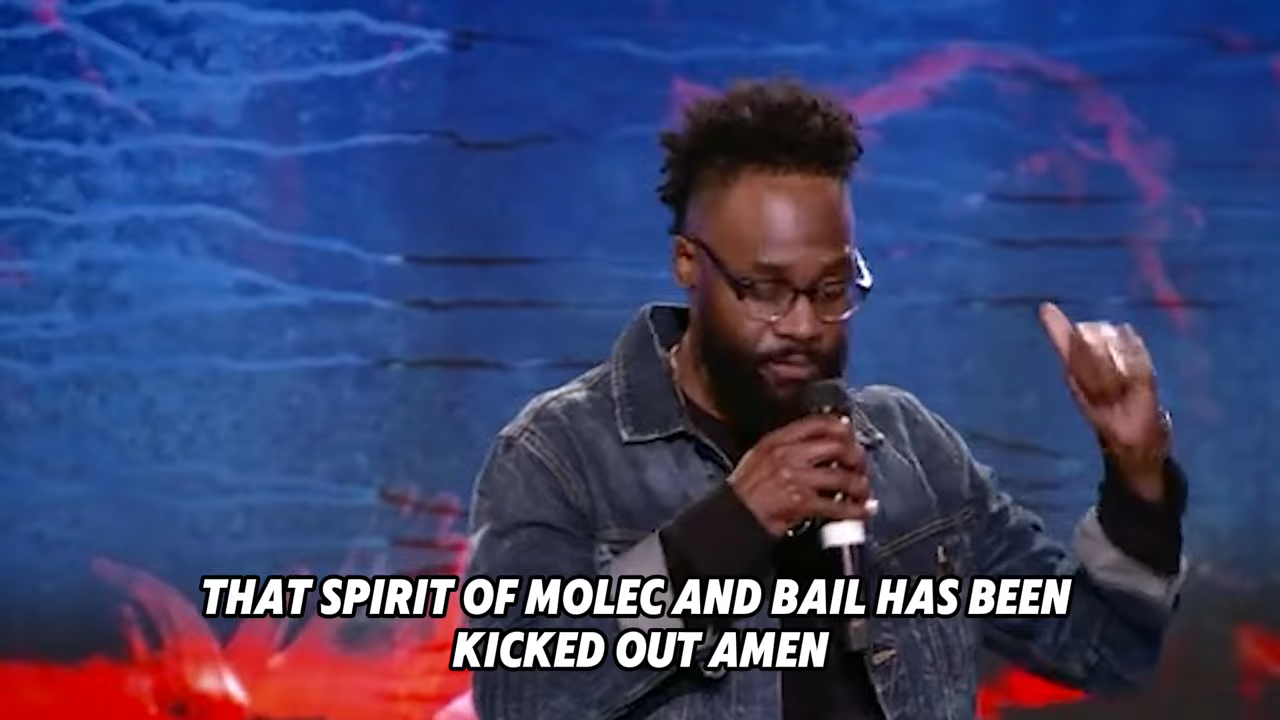 THAT SPIRIT OF MOLEC AND BAIL HAS BEEN
KICKED OUT AMEN